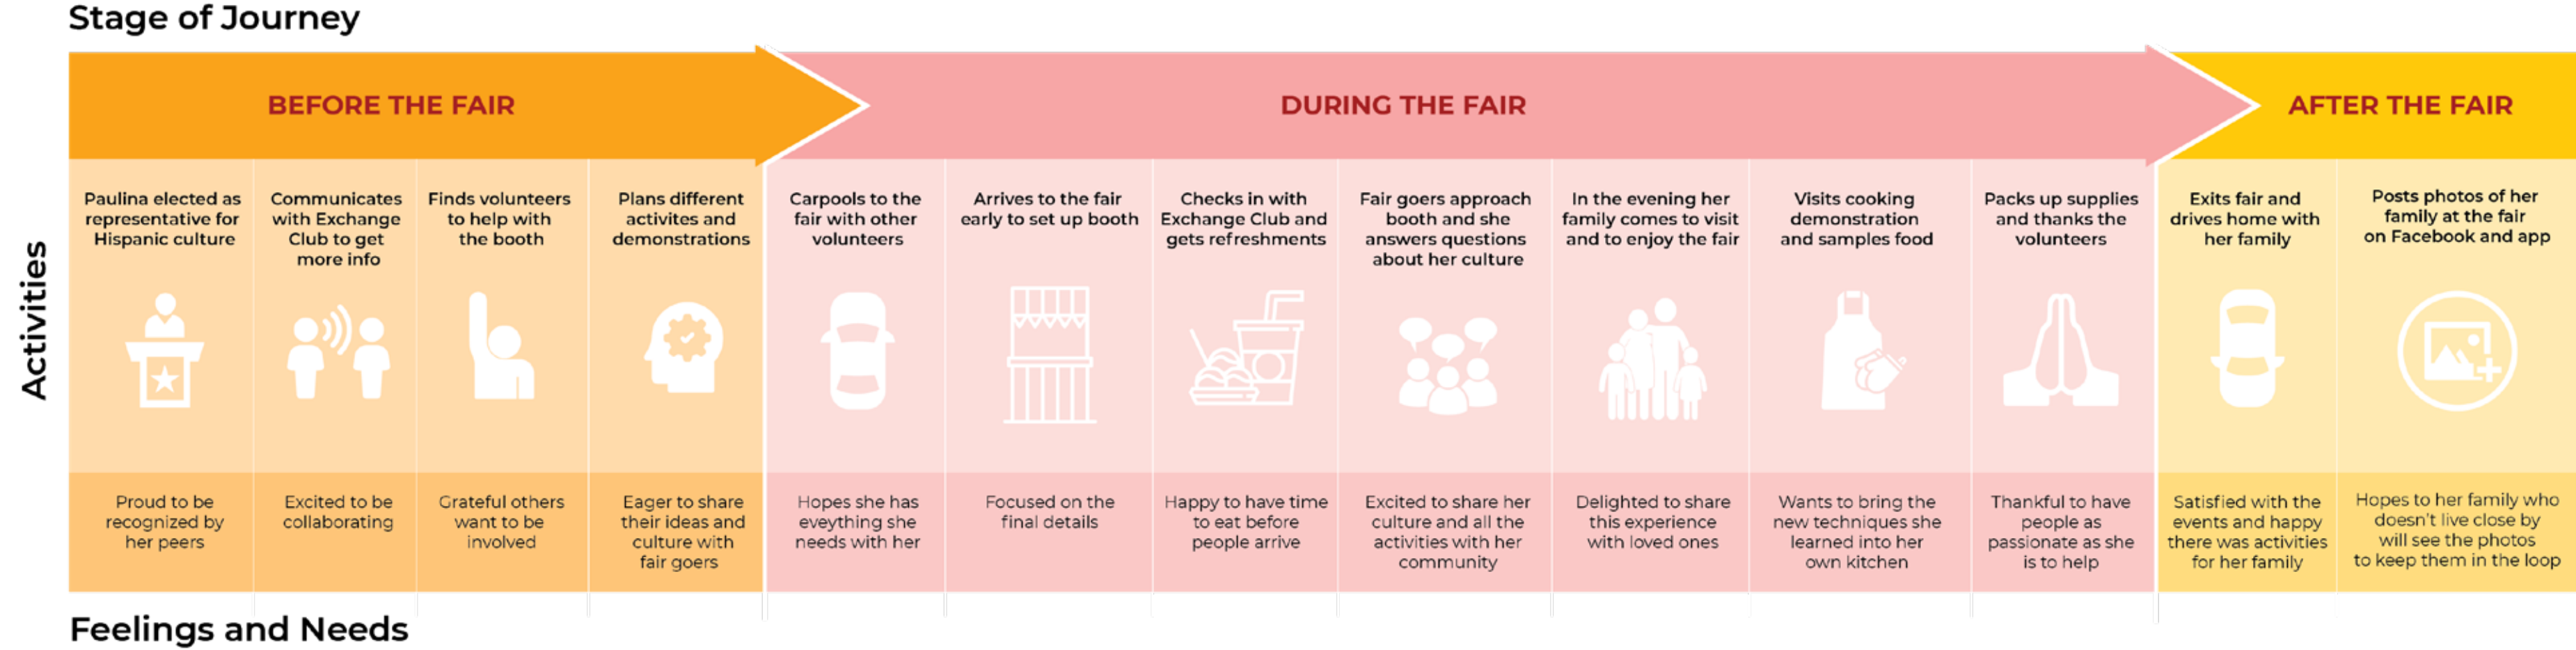 Stage of Journey
BEFORE THE FAIR
DURING THE FAIR
AFTER THE FAIR
Activities
Paulina elected as
representative for
Hispanic culture
Communicates
with Exchange
Club to get
more info
Finds volunteers
to help with
the booth
Plans different
activites and
demonstrations
Carpools to the
fair with other
volunteers
Arrives to the fair
early to set up booth
Checks in with
Exchange Club and
gets refreshments
Fair goers approach
booth and she
answers questions
about her culture
In the evening her
family comes to visit
and to enjoy the fair
Visits cooking
demonstration
and samples food
Packs up supplies
and thanks the
volunteers
Exits fair and
drives home with
her family
Posts photos of her
family at the fair
on Facebook and app
Proud to be
recognized by
her peers
Excited to be
collaborating
Grateful others
want to be
involved
Eager to share
their ideas and
culture with
fair goers
Hopes she has
eveything she
needs with her
Focused on the
final details
Happy to have time
to eat before
people arrive
Excited to share her
culture and all the
activities with her
community
Delighted to share
this experience
with loved ones
Wants to bring the
new techniques she
learned into her
own kitchen
Thankful to have
people as
passionate as she
is to help
Satisfied with the
events and happy
there was activities
for her family
Hopes to her family who
doesn't live close by
will see the photos
to keep them in the loop
Feelings and Needs